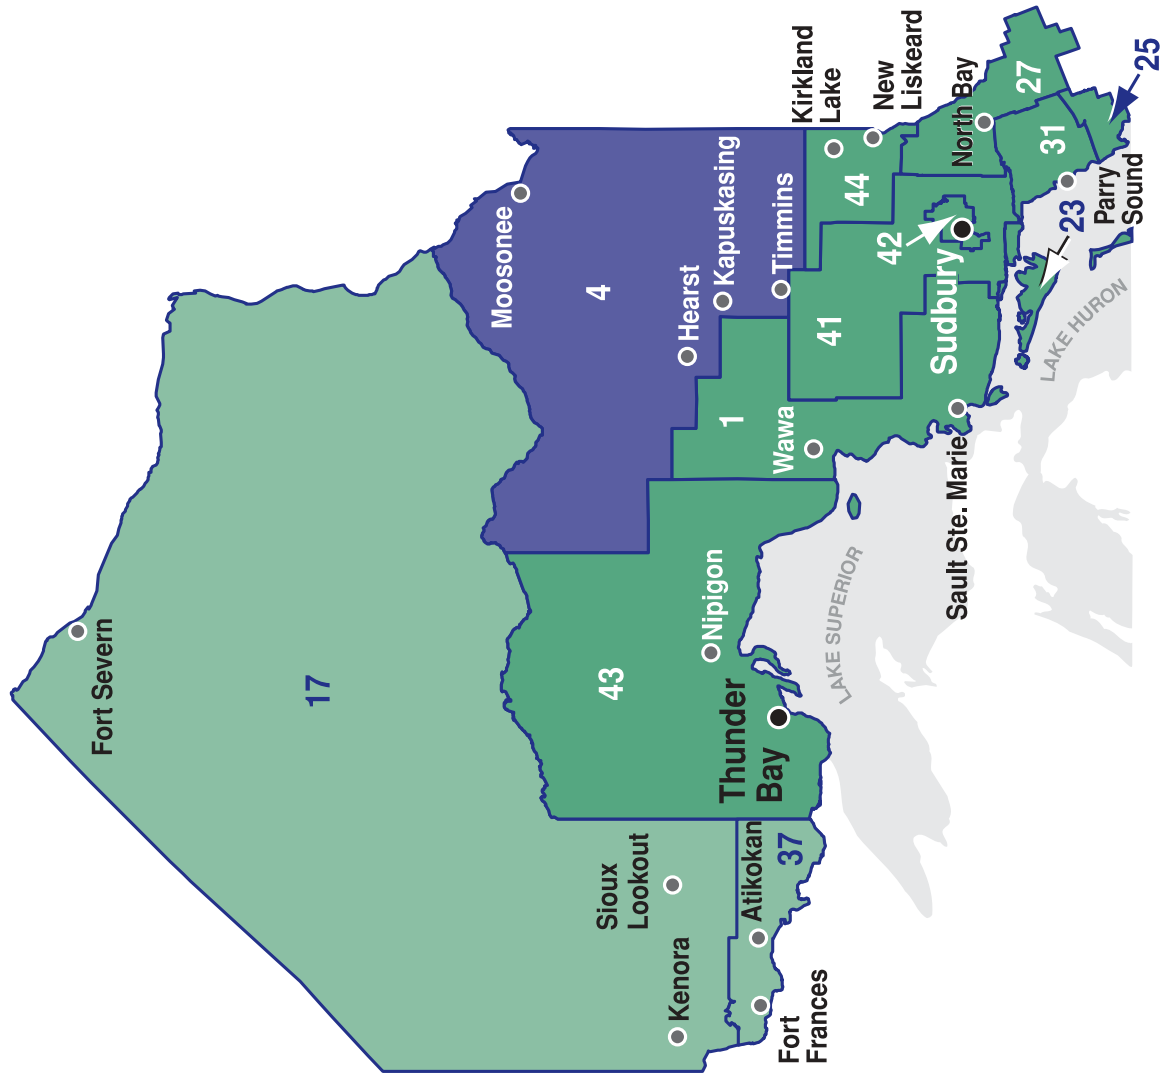 Fort Severn
17
Moosonee
4
Hearst
Kapuskasing
Timmins
Kirkland
Lake
New
Liskeard
44
Sioux
Lookout
Kenora
Atikokan
37
Fort
Frances
43
Nipigon
Thunder
Bay
1
Wawa
41
42
Sudbury
North Bay
27
31
25
23
Parry
Sound
Sault Ste. Marie
LAKE SUPERIOR
LAKE HURON